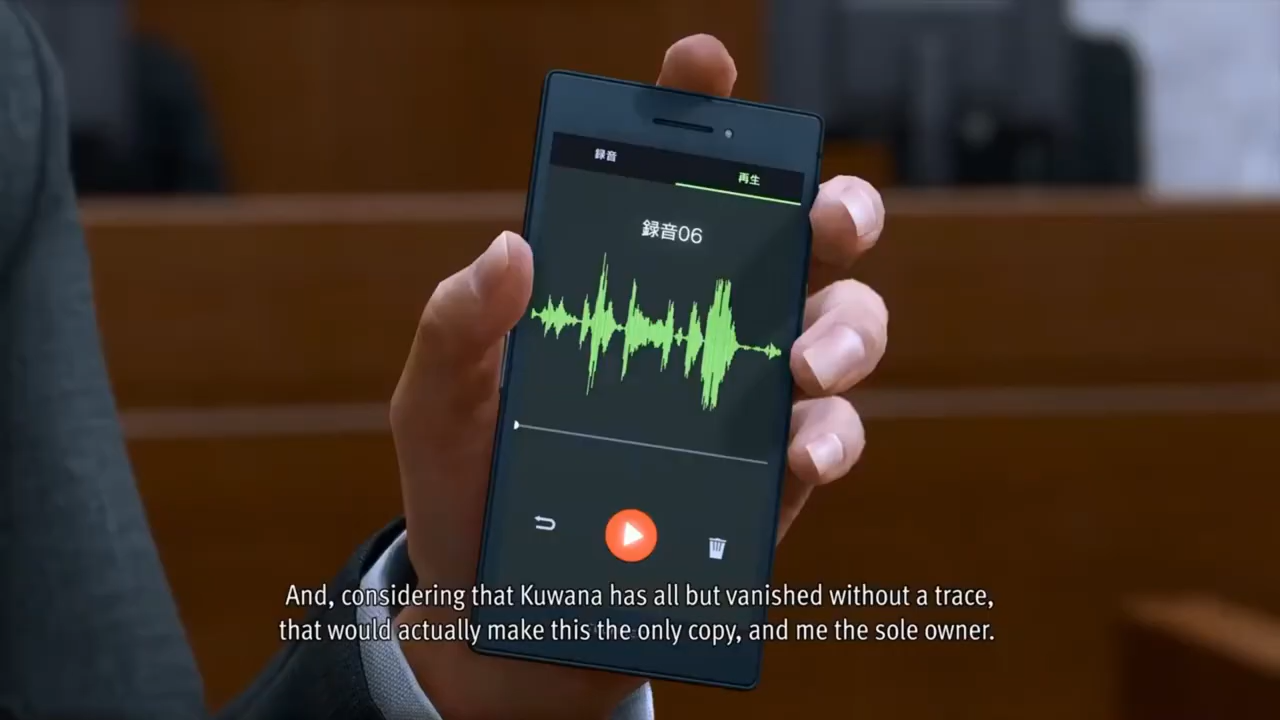 録音
再生
録音06
And, considering that Kuwana has all but vanished without a trace,
that would actually make this the only copy, and me the sole owner.